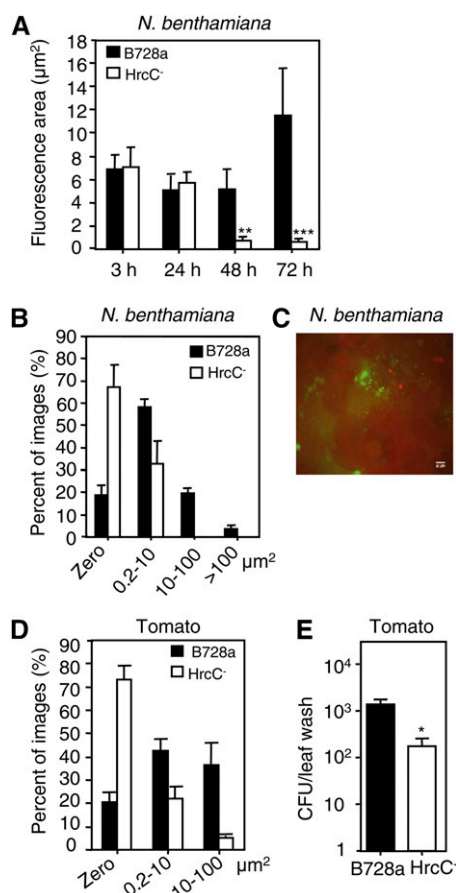 A
N. benthamiana
B728a
HrcC-
Fluorescence area (µm²)
18
16
14
12
10
8
6
4
2
0
**
***
3 h 24 h 48 h 72 h
B
N. benthamiana
B728a
HrcC-
Percent of images (%)
90
80
70
60
50
40
30
20
10
0
Zero 0.2-10 10-100 >100 µm²
C
N. benthamiana
D
Tomato
B728a
HrcC-
Percent of images (%)
90
80
70
60
50
40
30
20
10
0
Zero 0.2-10 10-100 µm²
E
Tomato
CFU/leaf wash
10⁴
10³
10²
10
1
*
B728a HrcC-